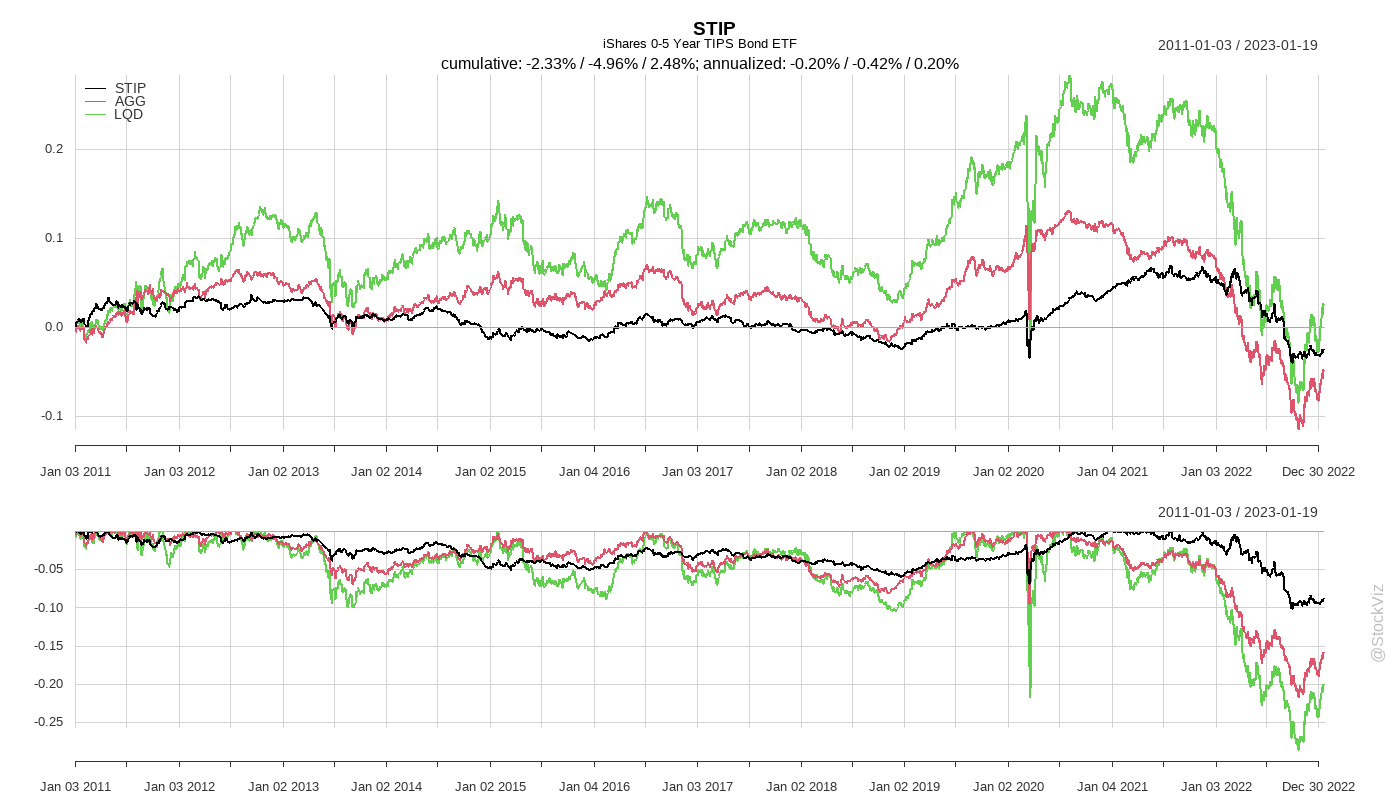 STIP
iShares 0-5 Year TIPS Bond ETF
2011-01-03 / 2023-01-19
cumulative: -2.33% / -4.96% / 2.48%; annualized: -0.20% / -0.42% / 0.20%
STIP
AGG
LQD
0.2
0.1
0.0
-0.1
Jan 03 2011 Jan 03 2012 Jan 02 2013 Jan 02 2014 Jan 02 2015 Jan 04 2016 Jan 03 2017 Jan 02 2018 Jan 02 2019 Jan 02 2020 Jan 04 2021 Jan 03 2022 Dec 30 2022
2011-01-03 / 2023-01-19
-0.05
-0.10
-0.15
-0.20
-0.25
Jan 03 2011 Jan 03 2012 Jan 02 2013 Jan 02 2014 Jan 02 2015 Jan 04 2016 Jan 03 2017 Jan 02 2018 Jan 02 2019 Jan 02 2020 Jan 04 2021 Jan 03 2022 Dec 30 2022
@StockViz